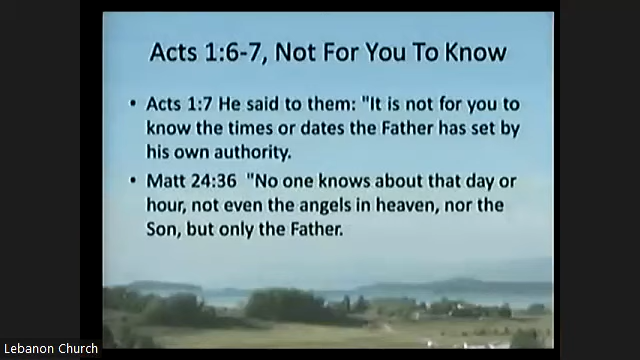 Acts 1:6-7, Not For You To Know
• Acts 1:7 He said to them: "It is not for you to
know the times or dates the Father has set by
his own authority.
• Matt 24:36  "No one knows about that day or
hour, not even the angels in heaven, nor the
Son, but only the Father.
Lebanon Church